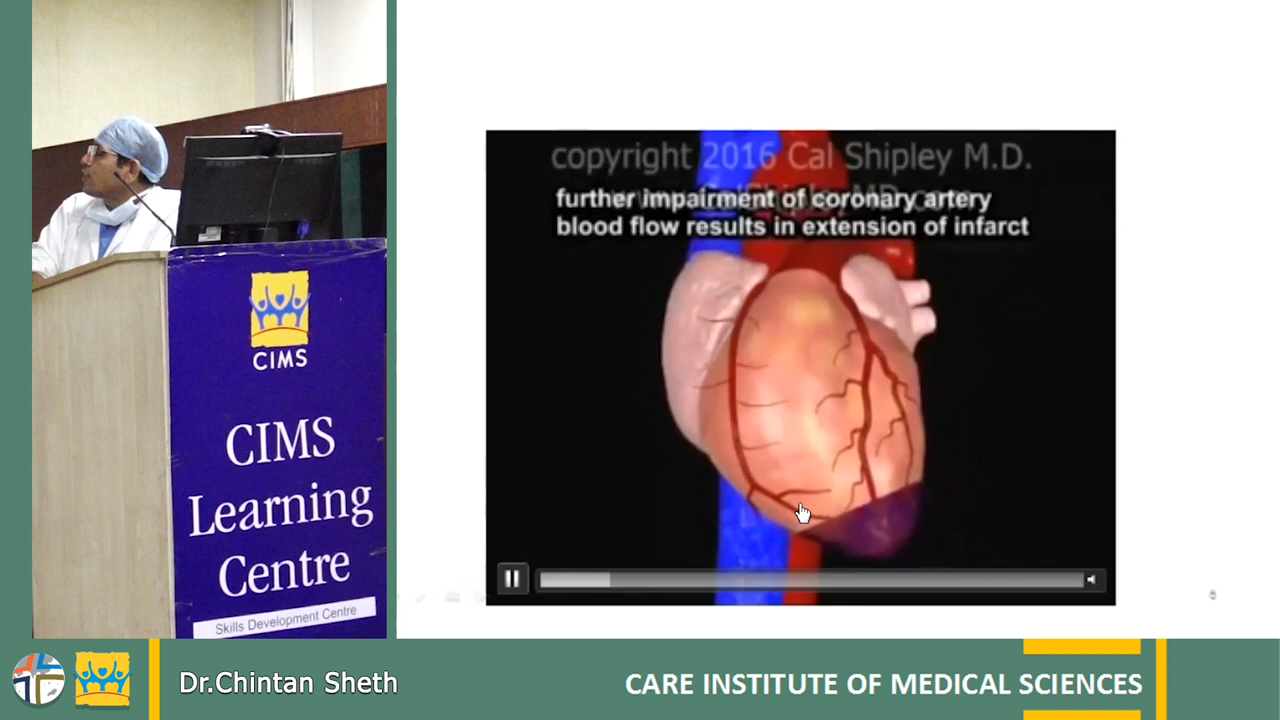 CIMS
CIMS
Learning
Centre
Skills Development Centre
copyright 2016 Cal Shipley M.D.
further impairment of coronary artery
blood flow results in extension of infarct
Dr.Chintan Sheth
CARE INSTITUTE OF MEDICAL SCIENCES